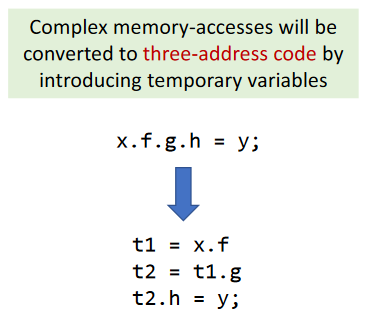 Complex memory-accesses will be
converted to three-address code by
introducing temporary variables
x.f.g.h = y;
t1 = x.f
t2 = t1.g
t2.h = y;